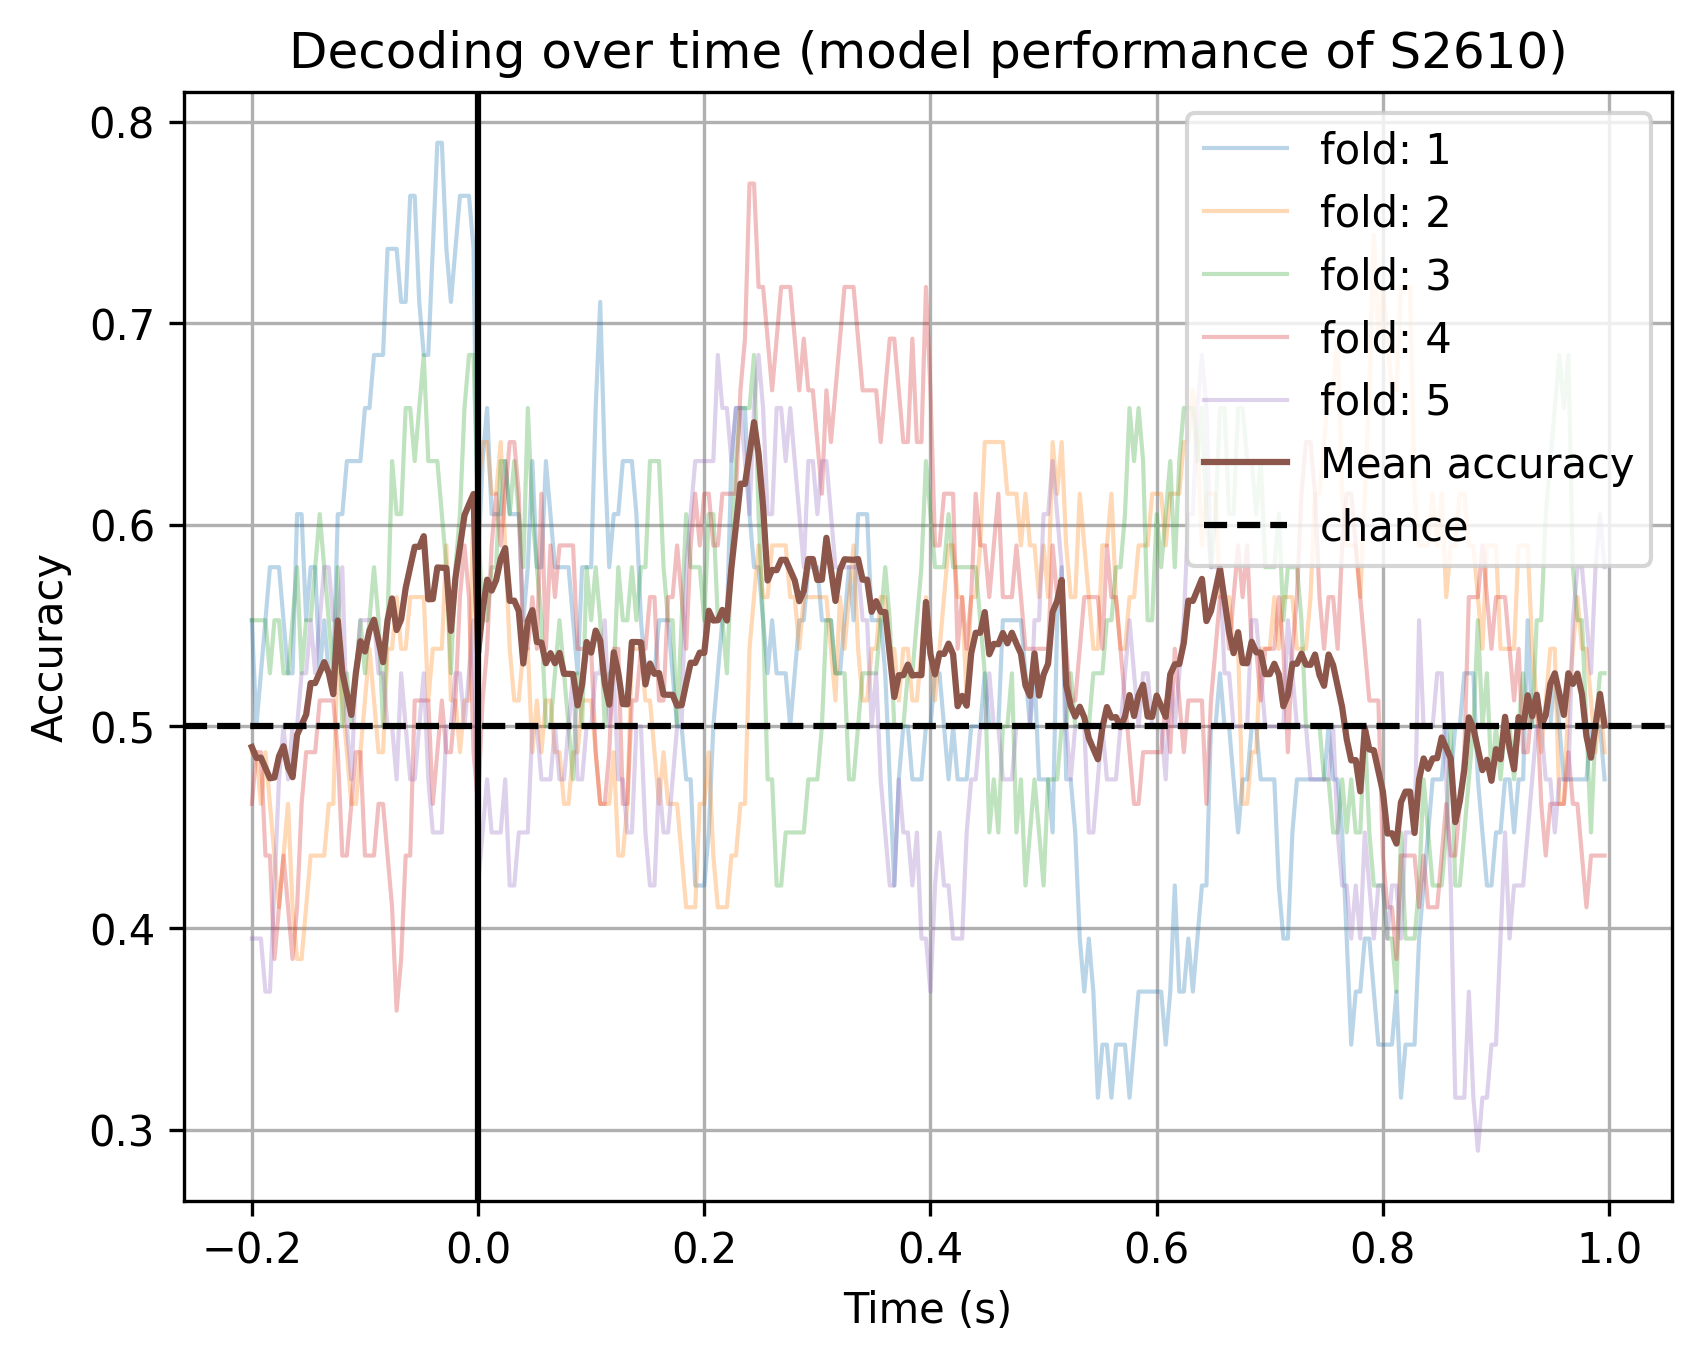 Decoding over time (model performance of S2610)
0.8
0.7
0.6
0.5
0.4
0.3
Accuracy
fold: 1
fold: 2
fold: 3
fold: 4
fold: 5
Mean accuracy
chance
−0.2 0.0 0.2 0.4 0.6 0.8 1.0
Time (s)